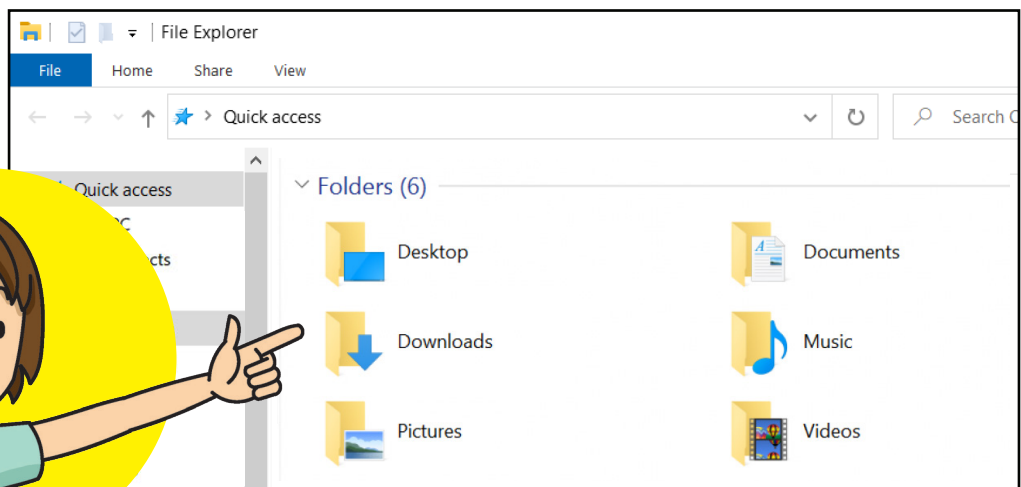 File Explorer
File Home Share View
Quick access Search
Quick access
Folders (6)
Desktop Documents
Downloads Music
Pictures Videos